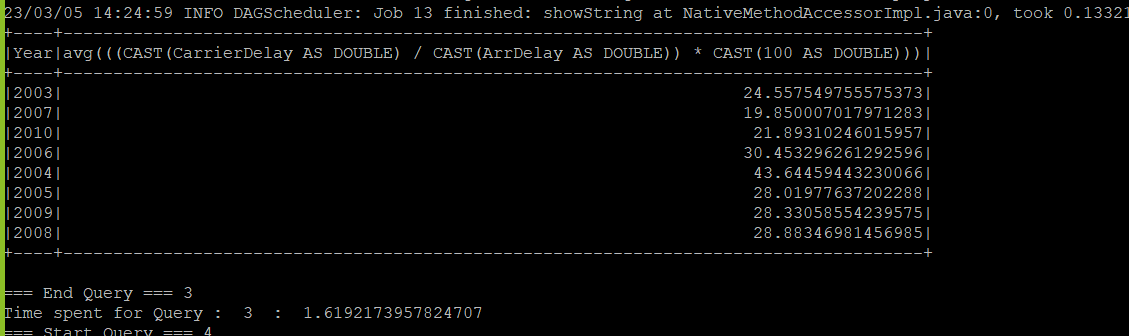 23/03/05 14:24:59 INFO DAGScheduler: Job 13 finished: showString at NativeMethodAccessorImpl.java:0, took 0.13321
+----+--------------------------------------------------------------------------------------+
|Year|avg(((CAST(CarrierDelay AS DOUBLE) / CAST(ArrDelay AS DOUBLE)) * CAST(100 AS DOUBLE)))|
+----+--------------------------------------------------------------------------------------+
|2003|                                                                    24.557549755575373|
|2007|                                                                    19.850007017971283|
|2010|                                                                     21.89310246015957|
|2006|                                                                    30.453296261292596|
|2004|                                                                     43.64459443230066|
|2005|                                                                    28.01977637202288|
|2009|                                                                     28.33058554239575|
|2008|                                                                     28.88346981456985|
+----+--------------------------------------------------------------------------------------+
=== End Query === 3
Time spent for Query :  3  :  1.6192173957824707
=== Start Query === 4